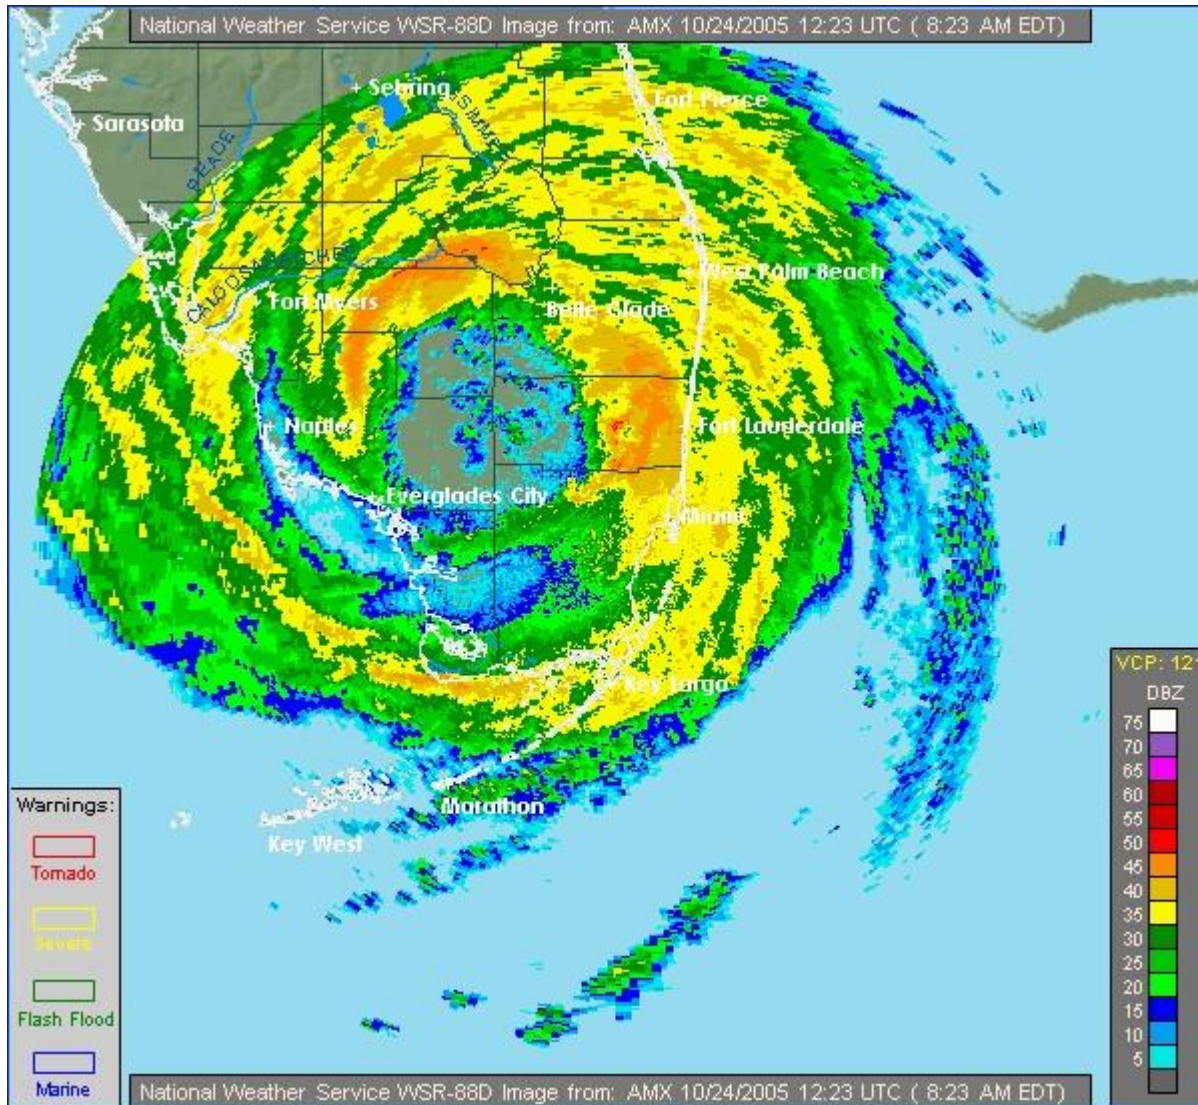 National Weather Service WSR-88D Image from: AMX 10/24/2005 12:23 UTC ( 8:23 AM EDT)
Sebring
Fort Pierce
Sarasota
PEACE
West Palm Beach
Fort Myers
Belle Glade
Naples
Fort Lauderdale
Everglades City
Miami
Key Largo
Marathon
Key West
VCP: 12
DBZ
75
70
65
60
55
50
45
40
35
30
25
20
15
10
5
Warnings:
Tornado
Severe
Flash Flood
Marine
National Weather Service WSR-88D Image from: AMX 10/24/2005 12:23 UTC ( 8:23 AM EDT)